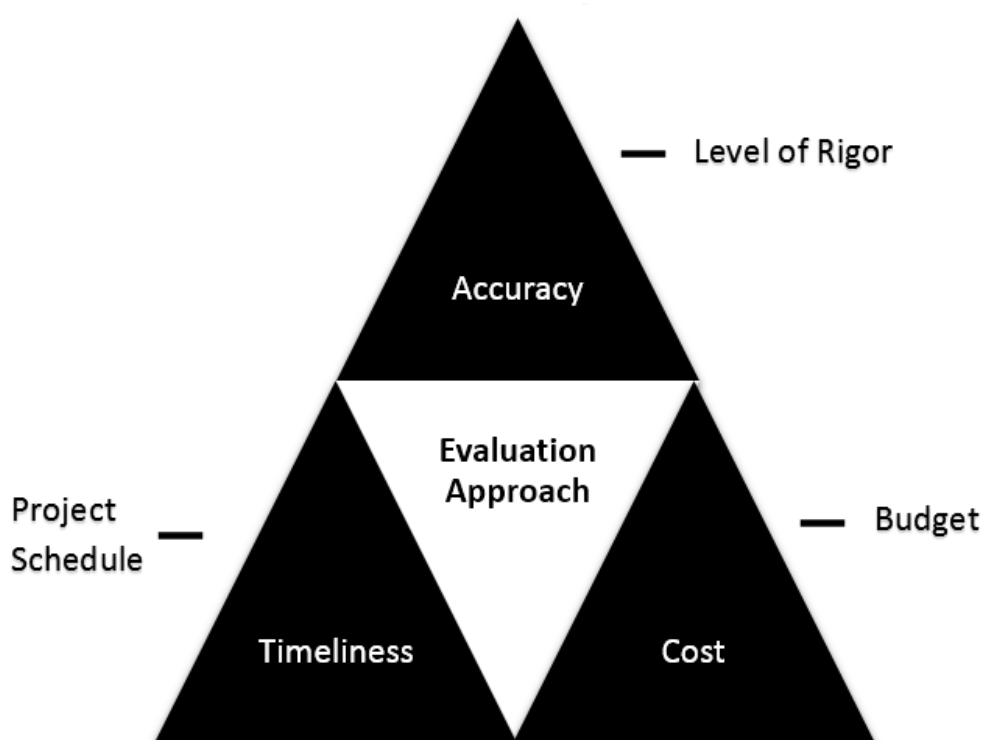 Level of Rigor
Accuracy
Evaluation
Approach
Project
Schedule
Budget
Timeliness
Cost